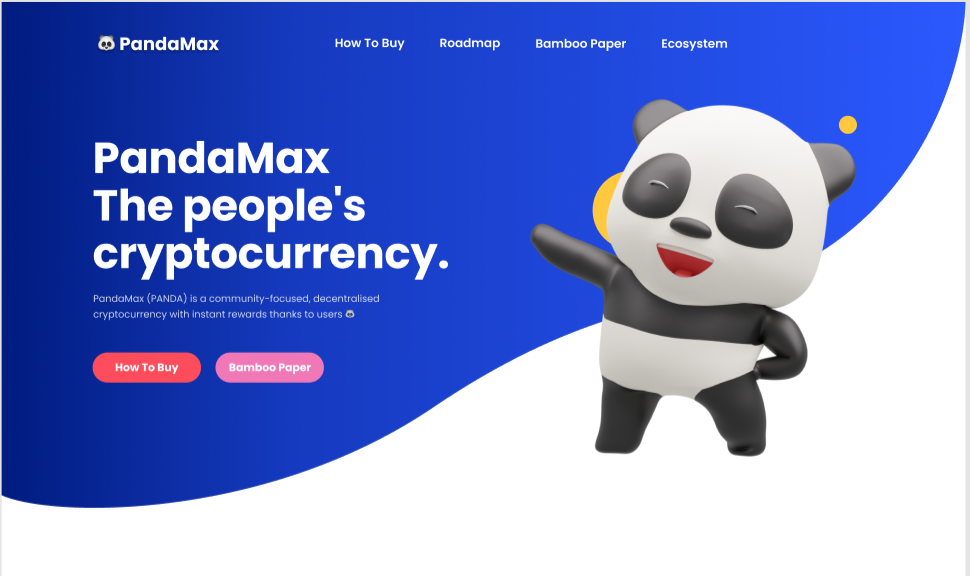 PandaMax
How To Buy
Roadmap
Bamboo Paper
Ecosystem
PandaMax
The people's
cryptocurrency.
PandaMax (PANDA) is a community-focused, decentralised
cryptocurrency with instant rewards thanks to users 🐼
How To Buy
Bamboo Paper